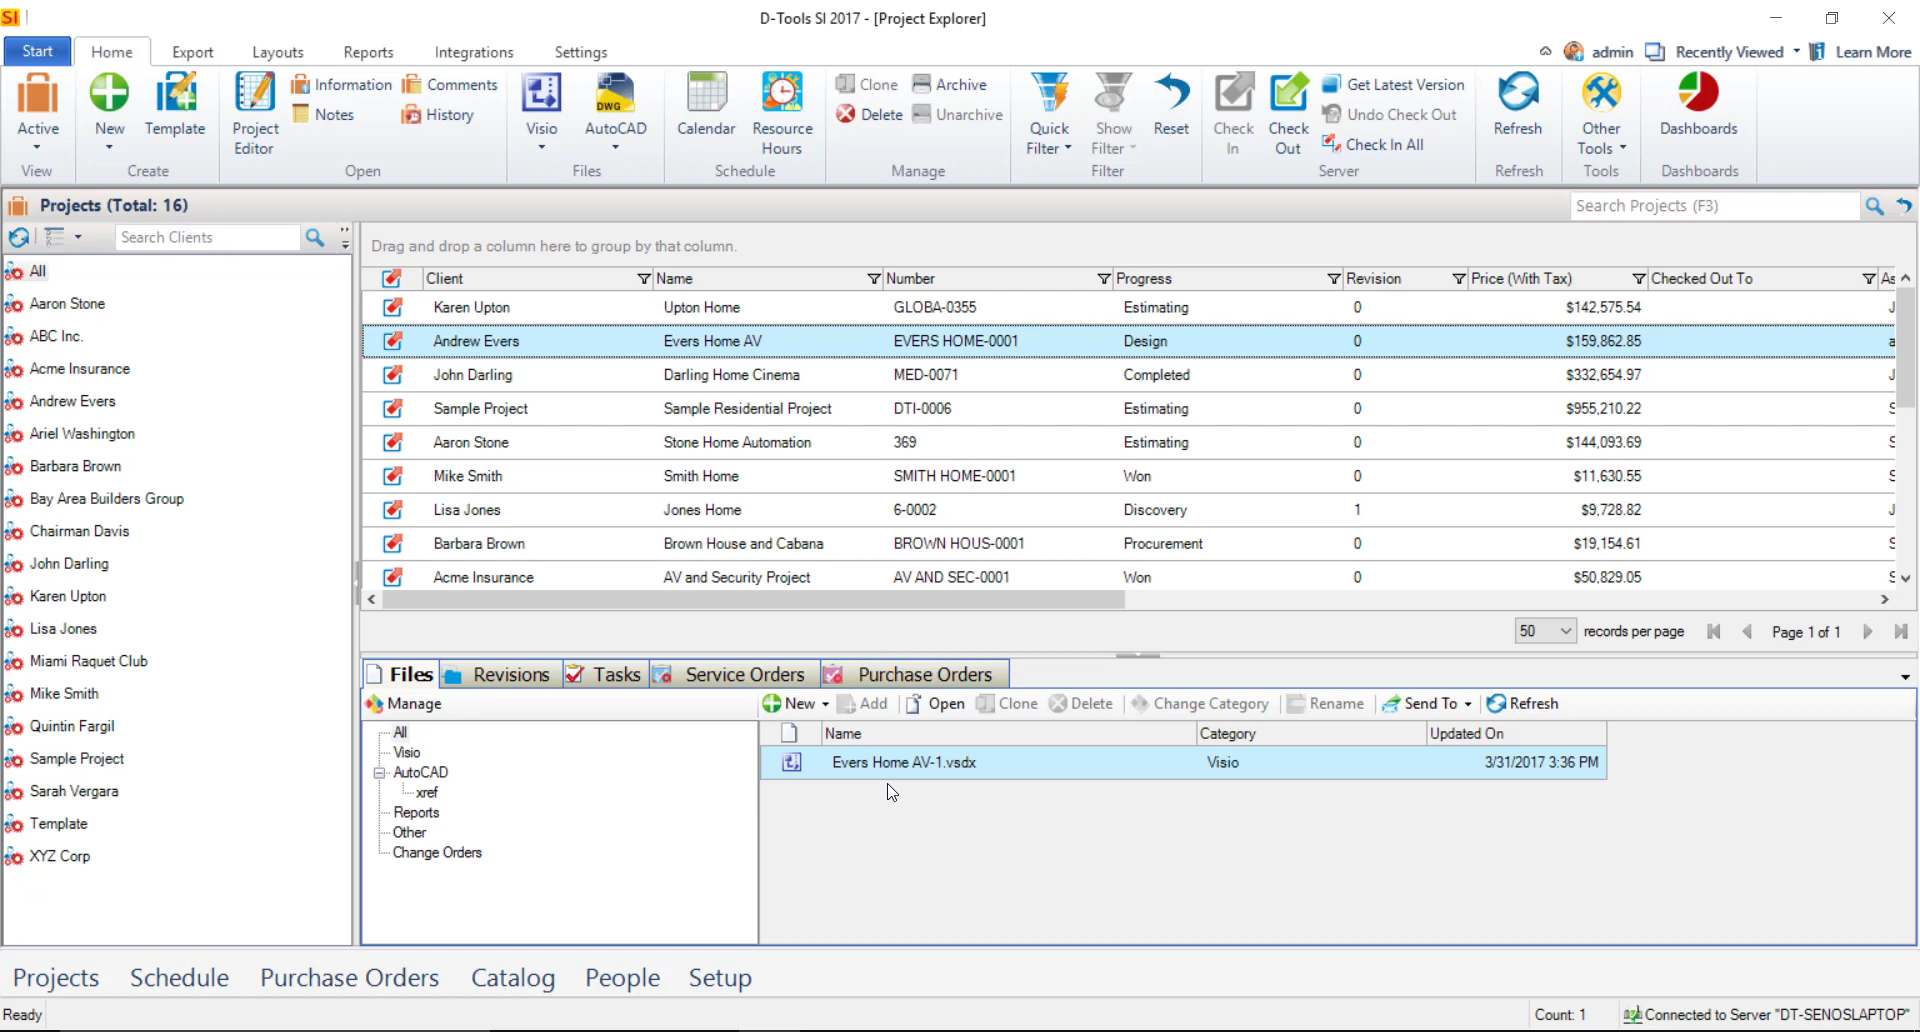 SI
D-Tools SI 2017 - [Project Explorer]
Start Home Export Layouts Reports Integrations Settings
admin Recently Viewed Learn More
Active New Template Project Editor Information Comments Notes History Visio AutoCAD DWG Calendar Resource Hours Clone Archive Delete Unarchive Quick Filter Show Filter Reset Check In Check Out Get Latest Version Undo Check Out Check In All Refresh Other Tools Dashboards
View Create Open Files Schedule Manage Filter Server Refresh Tools Dashboards
Projects (Total: 16)
Search Projects (F3)
Search Clients
All
Aaron Stone
ABC Inc.
Acme Insurance
Andrew Evers
Ariel Washington
Barbara Brown
Bay Area Builders Group
Chairman Davis
John Darling
Karen Upton
Lisa Jones
Miami Raquet Club
Mike Smith
Quintin Fargil
Sample Project
Sarah Vergara
Template
XYZ Corp
Drag and drop a column here to group by that column.
Client Name Number Progress Revision Price (With Tax) Checked Out To As
Karen Upton Upton Home GLOBA-0355 Estimating 0 $142,575.54 J
Andrew Evers Evers Home AV EVERS HOME-0001 Design 0 $159,862.85 a
John Darling Darling Home Cinema MED-0071 Completed 0 $332,654.97 J
Sample Project Sample Residential Project DTI-0006 Estimating 0 $955,210.22 S
Aaron Stone Stone Home Automation 369 Estimating 0 $144,093.69 S
Mike Smith Smith Home SMITH HOME-0001 Won 0 $11,630.55 S
Lisa Jones Jones Home 6-0002 Discovery 1 $9,728.82 J
Barbara Brown Brown House and Cabana BROWN HOUS-0001 Procurement 0 $19,154.61 S
Acme Insurance AV and Security Project AV AND SEC-0001 Won 0 $50,829.05 S
50 records per page Page 1 of 1
Files Revisions Tasks Service Orders Purchase Orders
Manage
All
Visio
AutoCAD
xref
Reports
Other
Change Orders
New Add Open Clone Delete Change Category Rename Send To Refresh
Name Category Updated On
Evers Home AV-1.vsdx Visio 3/31/2017 3:36 PM
Projects Schedule Purchase Orders Catalog People Setup
Ready Count: 1 Connected to Server "DT-SENOSLAPTOP"